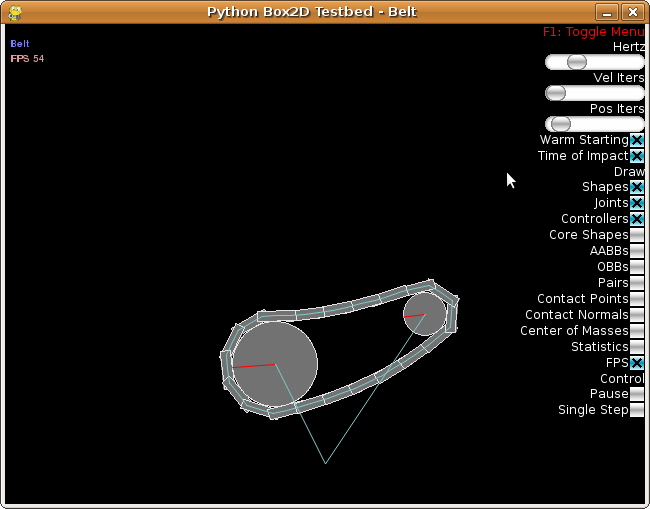 Python Box2D Testbed - Belt
F1: Toggle Menu
Belt
Hertz
FPS 54
Vel Iters
Pos Iters
Warm Starting
Time of Impact
Draw
Shapes
Joints
Controllers
Core Shapes
AABBs
OBBs
Pairs
Contact Points
Contact Normals
Center of Masses
Statistics
FPS
Control
Pause
Single Step